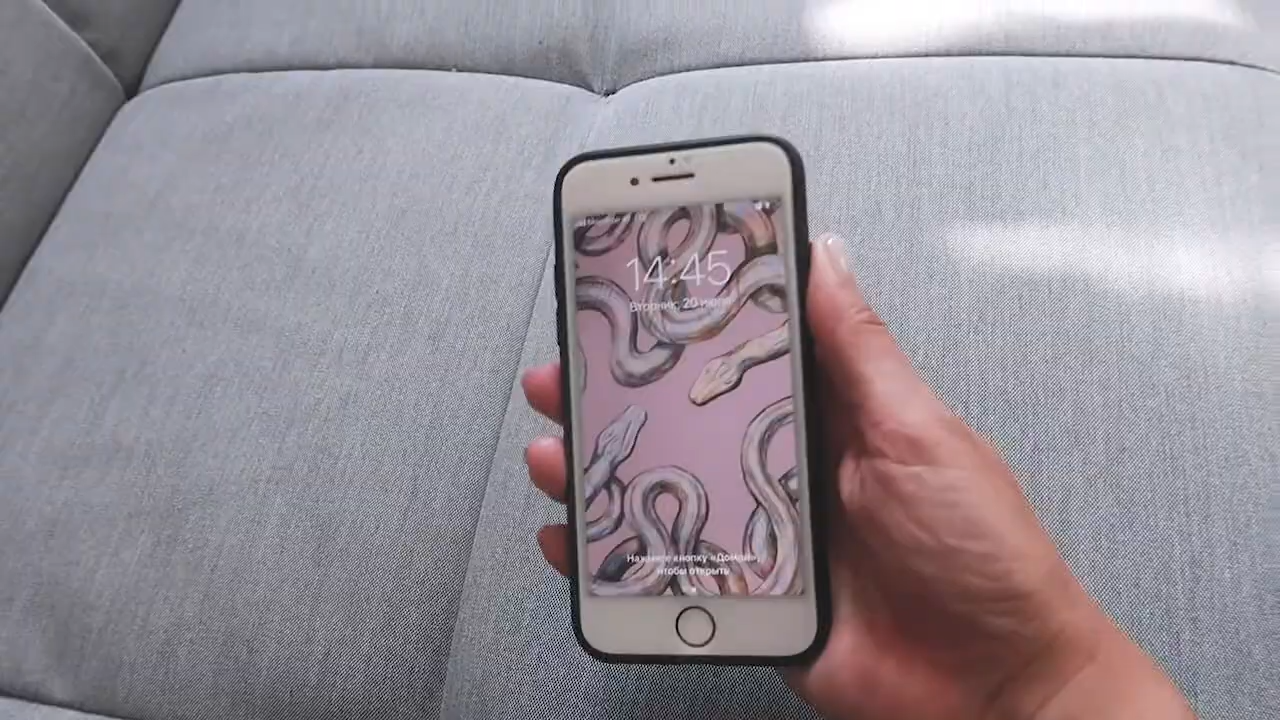 14:45
Вторник, 20 июля
Нажмите кнопку «Домой»,
чтобы открыть